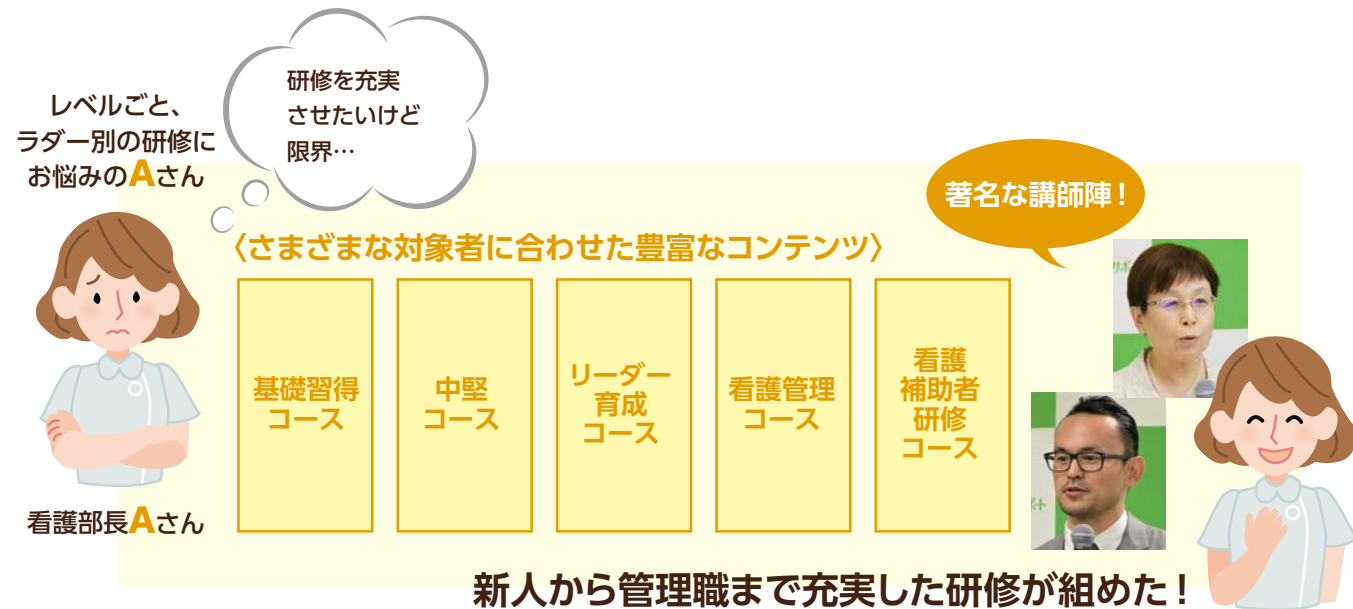 研修を充実
させたいけど
限界…
レベルごと、
ラダー別の研修に
お悩みのAさん
看護部長Aさん
〈さまざまな対象者に合わせた豊富なコンテンツ〉
基礎習得
コース
中堅
コース
リーダー
育成
コース
看護管理
コース
看護
補助者
研修
コース
著名な講師陣！
新人から管理職まで充実した研修が組めた！